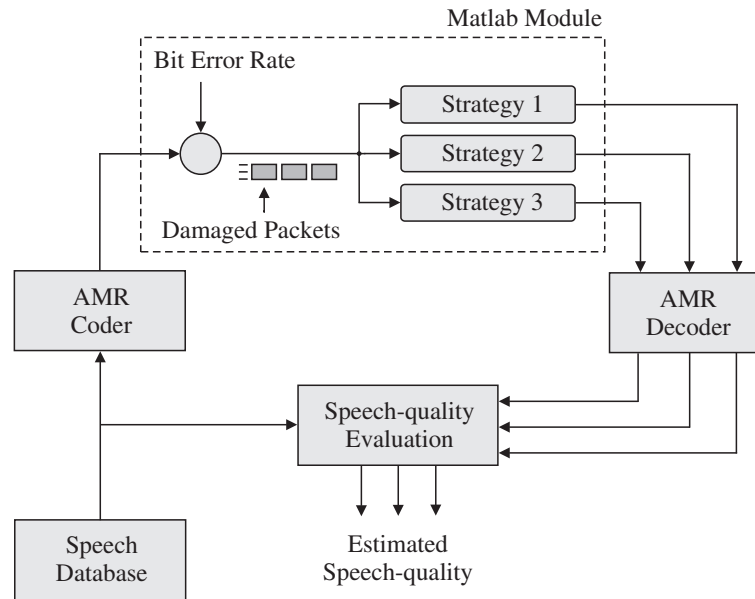 Matlab Module
Bit Error Rate
Strategy 1
Strategy 2
Strategy 3
Damaged Packets
AMR
Coder
AMR
Decoder
Speech-quality
Evaluation
Speech
Database
Estimated
Speech-quality